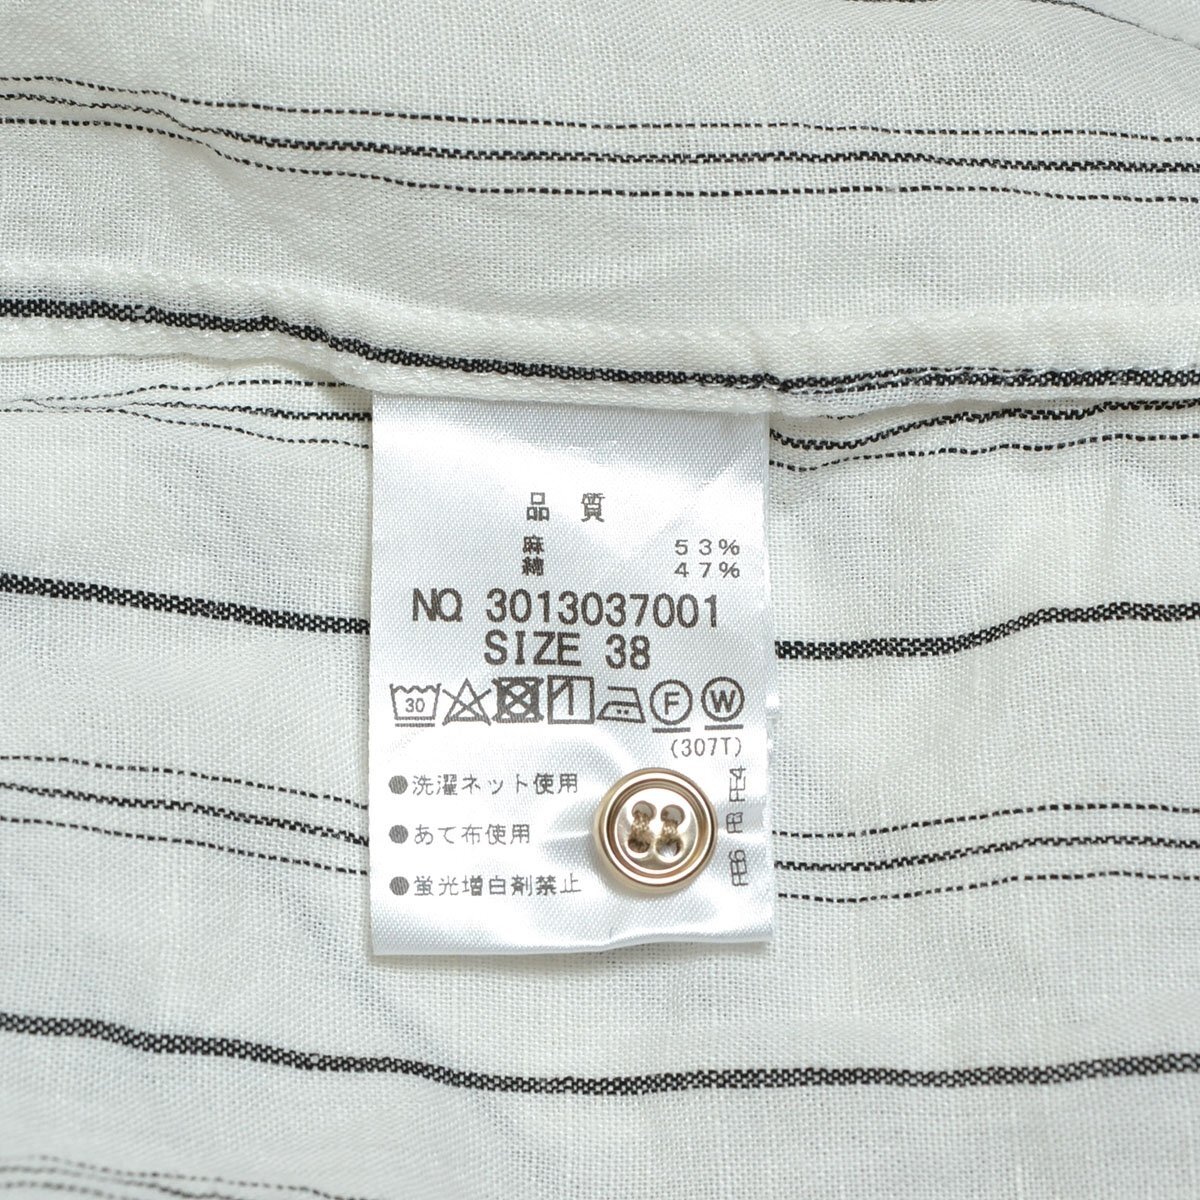 品 質
麻 53%
綿 47%
NO 3013037001
SIZE 38
30 F W
(307T)
●洗濯ネット使用
●あて布使用
●蛍光増白剤禁止